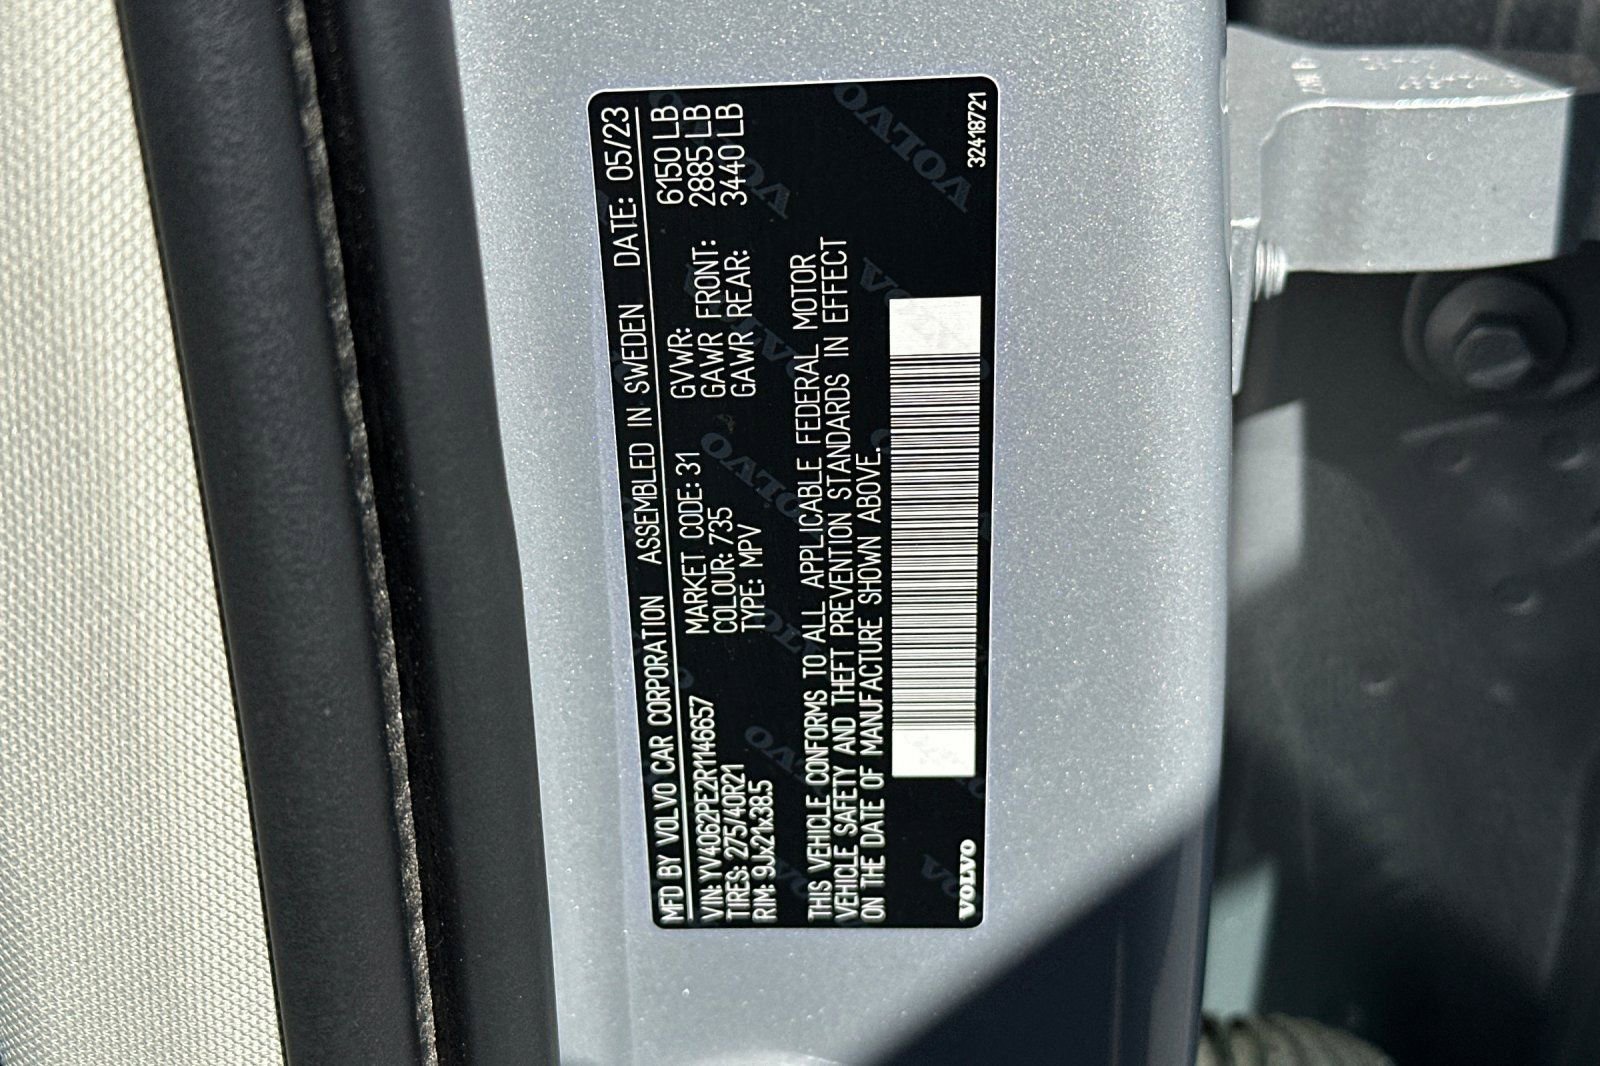 MFD BY VOLVO CAR CORPORATION ASSEMBLED IN SWEDEN DATE: 05/23
VIN: YV4062PE2R1146657
TIRES: 275/40R21
RIM: 9Jx21x38.5
MARKET CODE: 31
COLOUR: 735
TYPE: MPV
GVWR: 6150 LB
GAWR FRONT: 2885 LB
GAWR REAR: 3440 LB
THIS VEHICLE CONFORMS TO ALL APPLICABLE FEDERAL MOTOR
VEHICLE SAFETY AND THEFT PREVENTION STANDARDS IN EFFECT
ON THE DATE OF MANUFACTURE SHOWN ABOVE.
VOLVO
32418721